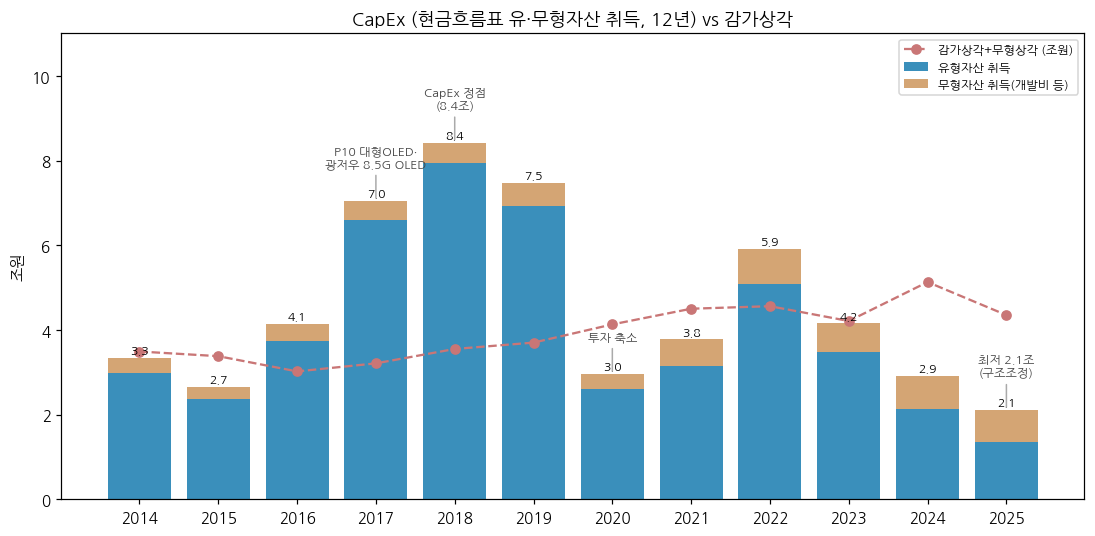 CapEx (현금흐름표 유·무형자산 취득, 12년) vs 감가상각
감가상각+무형상각 (조원)
유형자산 취득
무형자산 취득(개발비 등)
조원
10
8
6
4
2
0
CapEx 정점
(8.4조)
P10 대형OLED·
광저우 8.5G OLED
투자 축소
최저 2.1조
(구조조정)
3.3
2.7
4.1
7.0
8.4
7.5
3.0
3.8
5.9
4.2
2.9
2.1
2014
2015
2016
2017
2018
2019
2020
2021
2022
2023
2024
2025